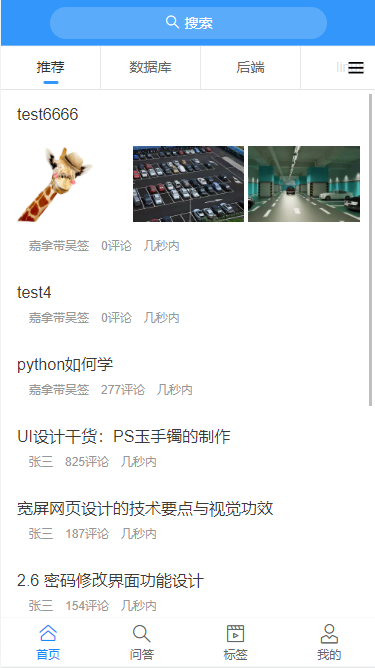 搜索
推荐 数据库 后端
test6666
嘉拿带吴签 0评论 几秒内
test4
嘉拿带吴签 0评论 几秒内
python如何学
嘉拿带吴签 277评论 几秒内
UI设计干货：PS玉手镯的制作
张三 825评论 几秒内
宽屏网页设计的技术要点与视觉功效
张三 187评论 几秒内
2.6 密码修改界面功能设计
张三 154评论 几秒内
首页 问答 标签 我的